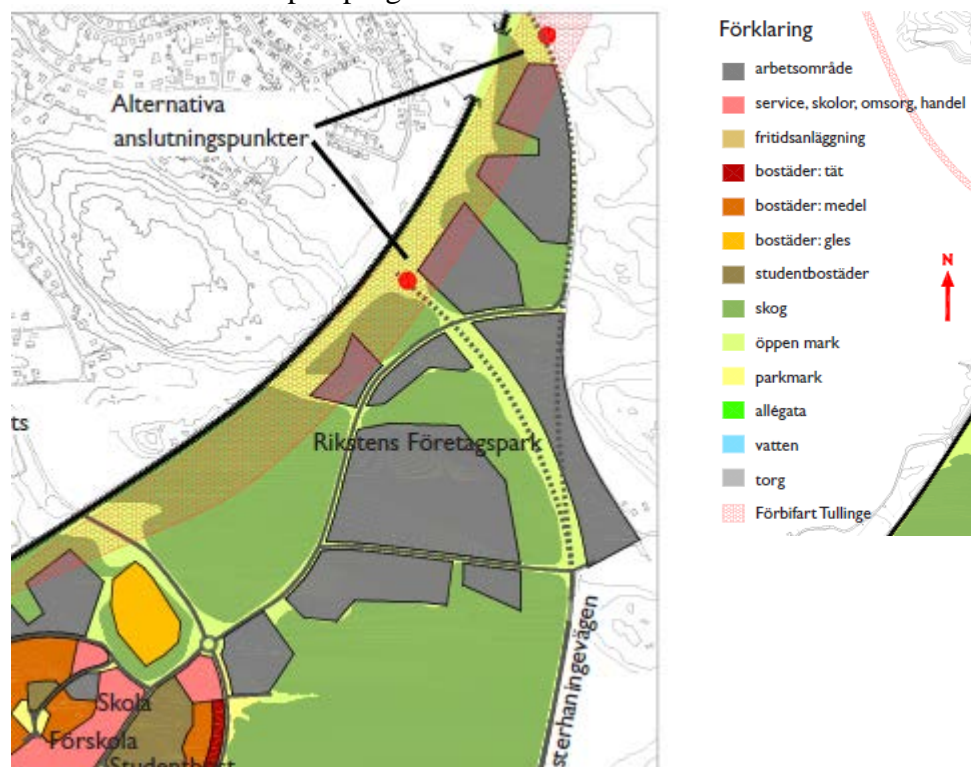 Alternativa
anslutningspunkter
Rikstens Företagspark
ts
Skola
Förskola
sterhaningevägen
Förklaring
arbetsområde
service, skolor, omsorg, handel
fritidsanläggning
bostäder: tät
bostäder: medel
bostäder: gles
studentbostäder
skog
öppen mark
parkmark
allégata
vatten
torg
Förbifart Tullinge
N